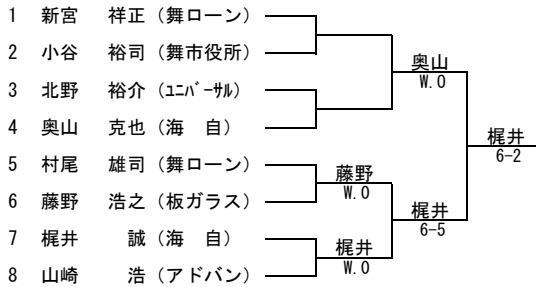 1 新宮 祥正（舞ローン）
2 小谷 裕司（舞市役所）
3 北野 裕介（ﾕﾆﾊﾞｰｻﾙ）
4 奥山 克也（海 自）
5 村尾 雄司（舞ローン）
6 藤野 浩之（板ガラス）
7 梶井 誠（海 自）
8 山崎 浩（アドバン）
奥山
W.0
藤野
W.0
梶井
W.0
梶井
6-5
梶井
6-2